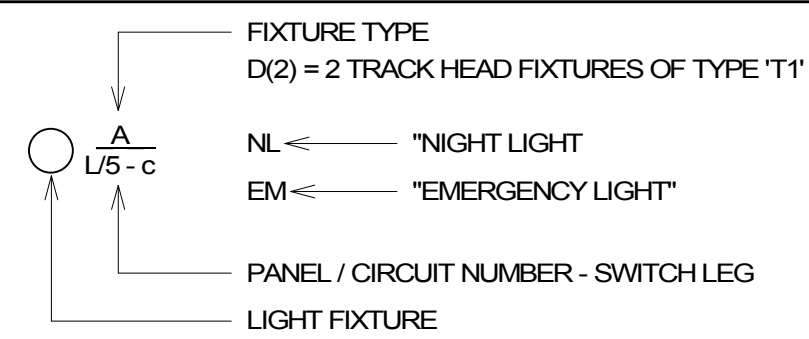 FIXTURE TYPE
D(2) = 2 TRACK HEAD FIXTURES OF TYPE 'T1'
A
L/5 - c
NL "NIGHT LIGHT
EM "EMERGENCY LIGHT"
PANEL / CIRCUIT NUMBER - SWITCH LEG
LIGHT FIXTURE